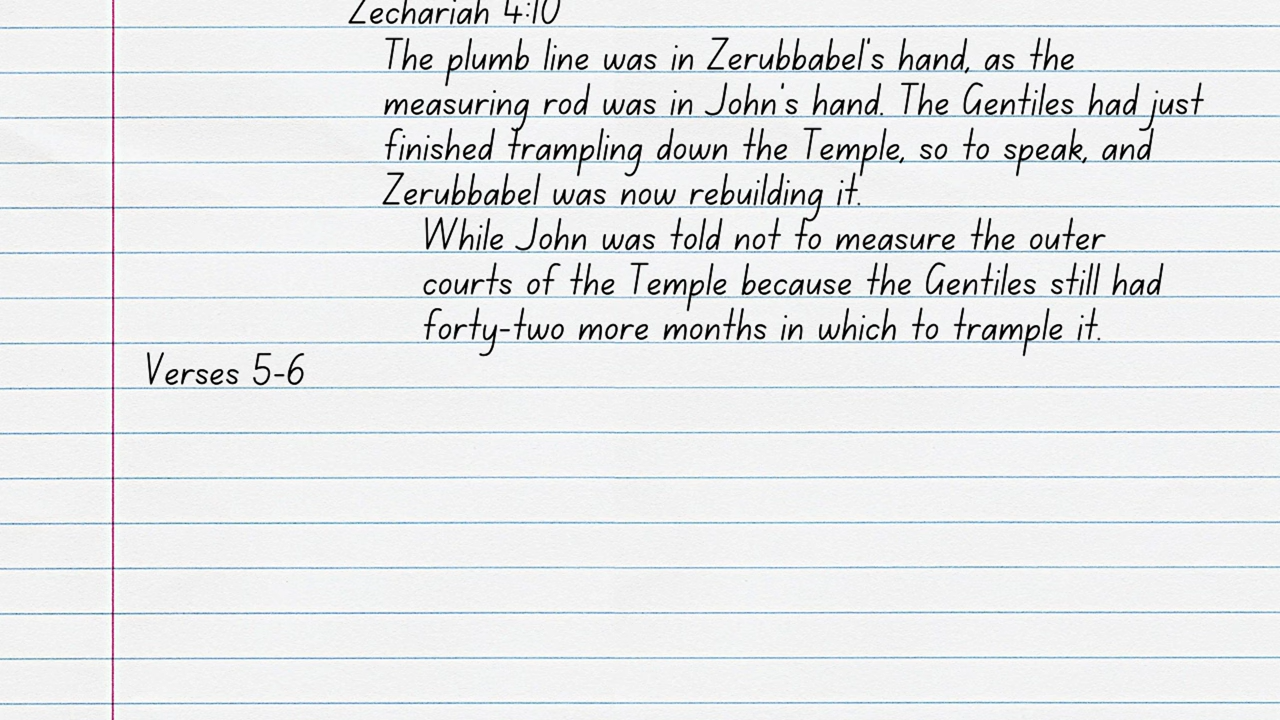 Zechariah 4:10
The plumb line was in Zerubbabel's hand, as the
measuring rod was in John's hand. The Gentiles had just
finished trampling down the Temple, so to speak, and
Zerubbabel was now rebuilding it.
While John was told not to measure the outer
courts of the Temple because the Gentiles still had
forty-two more months in which to trample it.
Verses 5-6